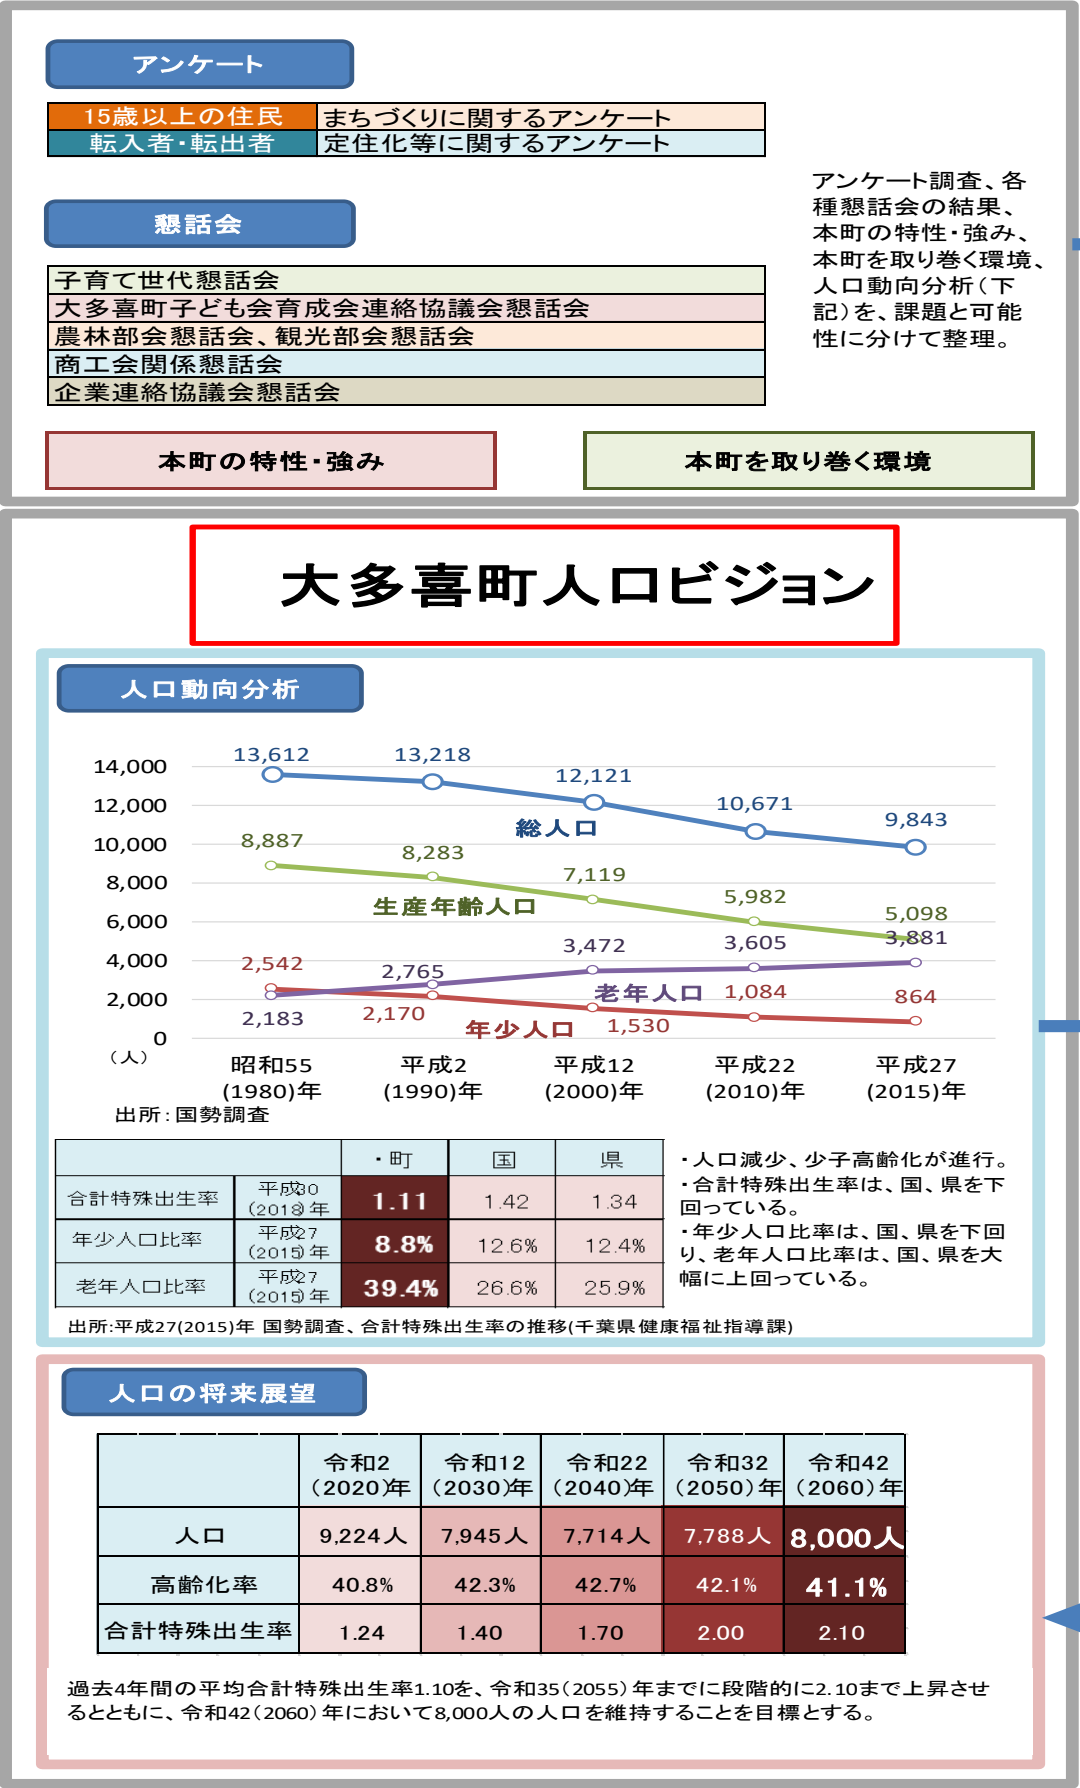 アンケート
15歳以上の住民 まちづくりに関するアンケート
転入者・転出者 定住化等に関するアンケート
アンケート調査、各
種懇話会の結果、
本町の特性・強み、
本町を取り巻く環境、
人口動向分析（下
記）を、課題と可能
性に分けて整理。
懇話会
子育て世代懇話会
大多喜町子ども会育成会連絡協議会懇話会
農林部会懇話会、観光部会懇話会
商工会関係懇話会
企業連絡協議会懇話会
本町の特性・強み
本町を取り巻く環境
大多喜町人口ビジョン
人口動向分析
14,000
12,000
10,000
8,000
6,000
4,000
2,000
0
（人）
13,612 13,218 12,121 10,671 9,843
総人口
8,887 8,283 7,119 5,982 5,098
生産年齢人口
2,183 2,765 3,472 3,605 3,881
老年人口
2,542 2,170 1,530 1,084 864
年少人口
昭和55 平成2 平成12 平成22 平成27
(1980)年 (1990)年 (2000)年 (2010)年 (2015)年
出所：国勢調査
・町 国 県
合計特殊出生率 平成30（2018）年 1.11 1.42 1.34
年少人口比率 平成27（2015）年 8.8% 12.6% 12.4%
老年人口比率 平成27（2015）年 39.4% 26.6% 25.9%
・人口減少、少子高齢化が進行。
・合計特殊出生率は、国、県を下
回っている。
・年少人口比率は、国、県を下回
り、老年人口比率は、国、県を大
幅に上回っている。
出所:平成27(2015)年 国勢調査、合計特殊出生率の推移(千葉県健康福祉指導課)
人口の将来展望
令和2 令和12 令和22 令和32 令和42
（2020）年 （2030）年 （2040）年 （2050）年 （2060）年
人口 9,224人 7,945人 7,714人 7,788人 8,000人
高齢化率 40.8% 42.3% 42.7% 42.1% 41.1%
合計特殊出生率 1.24 1.40 1.70 2.00 2.10
過去4年間の平均合計特殊出生率1.10を、令和35（2055）年までに段階的に2.10まで上昇させ
るとともに、令和42（2060）年において8,000人の人口を維持することを目標とする。